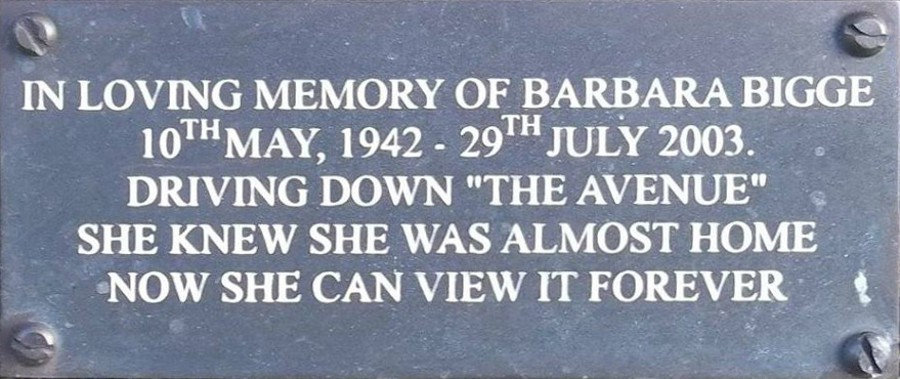 IN LOVING MEMORY OF BARBARA BIGGE
10TH MAY, 1942 - 29TH JULY 2003.
DRIVING DOWN "THE AVENUE"
SHE KNEW SHE WAS ALMOST HOME
NOW SHE CAN VIEW IT FOREVER